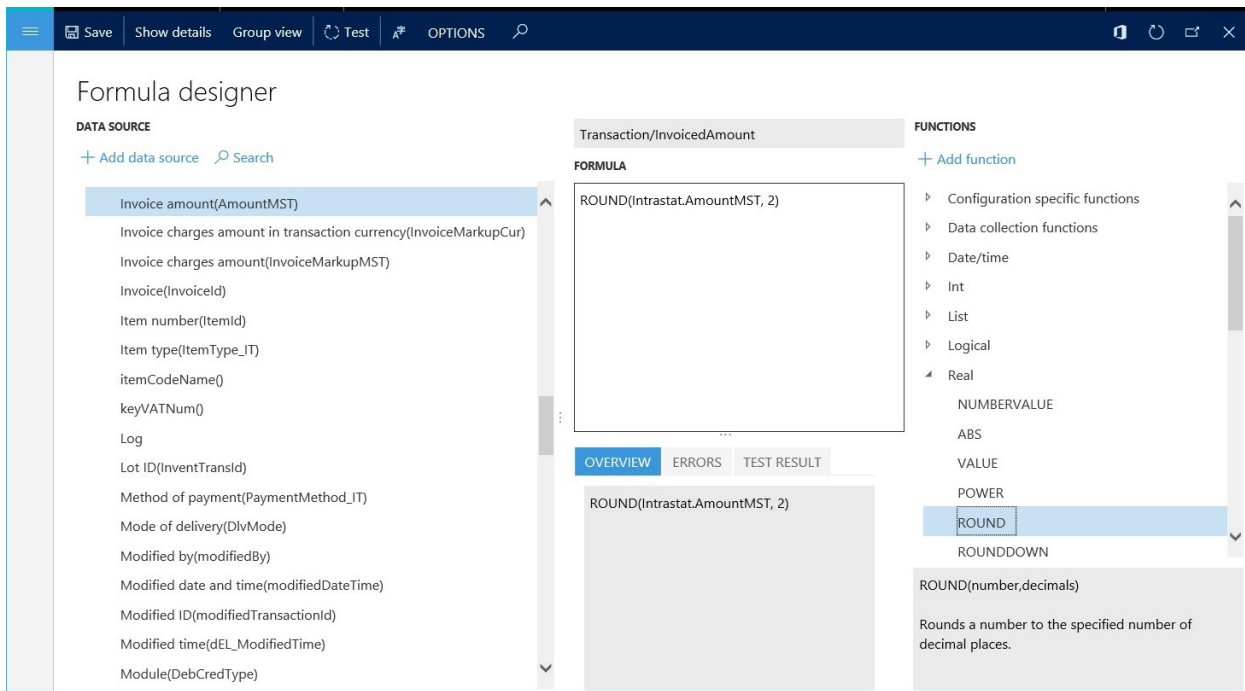 Save
Show details
Group view
Test
OPTIONS
Formula designer
DATA SOURCE
+ Add data source
Search
Invoice amount(AmountMST)
Invoice charges amount in transaction currency(InvoiceMarkupCur)
Invoice charges amount(InvoiceMarkupMST)
Invoice(InvoiceId)
Item number(ItemId)
Item type(ItemType_IT)
itemCodeName()
keyVATNum()
Log
Lot ID(InventTransId)
Method of payment(PaymentMethod_IT)
Mode of delivery(DlvMode)
Modified by(modifiedBy)
Modified date and time(modifiedDateTime)
Modified ID(modifiedTransactionId)
Modified time(dEL_ModifiedTime)
Module(DebCredType)
Transaction/InvoicedAmount
FORMULA
ROUND(Intrastat.AmountMST, 2)
OVERVIEW
ERRORS
TEST RESULT
ROUND(Intrastat.AmountMST, 2)
FUNCTIONS
+ Add function
Configuration specific functions
Data collection functions
Date/time
Int
List
Logical
Real
NUMBERVALUE
ABS
VALUE
POWER
ROUND
ROUNDDOWN
ROUND(number,decimals)
Rounds a number to the specified number of
decimal places.